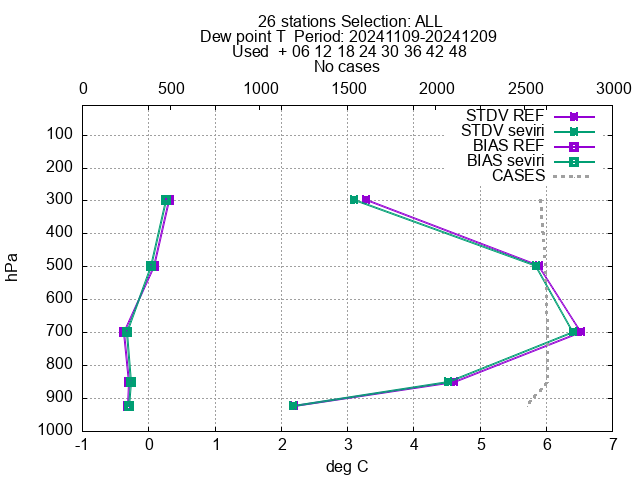 26 stations Selection: ALL
Dew point T  Period: 20241109-20241209
Used  + 06 12 18 24 30 36 42 48
No cases
0 500 1000 1500 2000 2500 3000
STDV REF
STDV seviri
BIAS REF
BIAS seviri
CASES
100
200
300
400
500
600
700
800
900
1000
hPa
-1 0 1 2 3 4 5 6 7
deg C